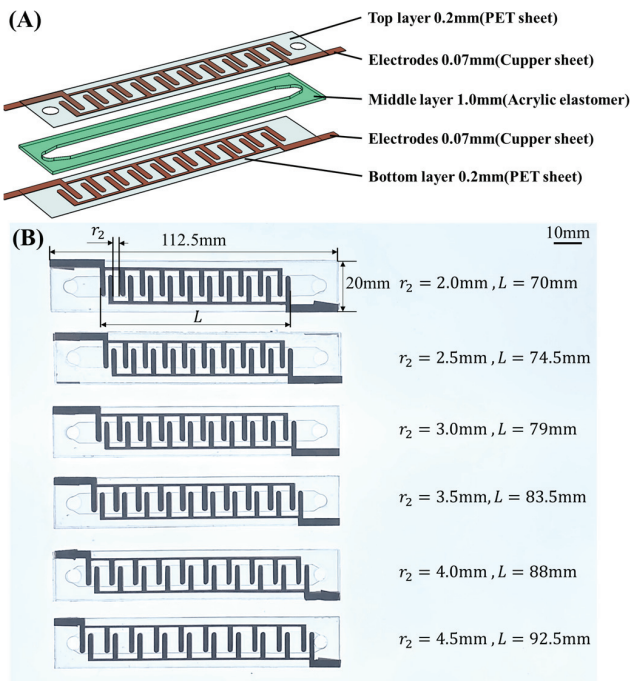 (A)
Top layer 0.2mm(PET sheet)
Electrodes 0.07mm(Cupper sheet)
Middle layer 1.0mm(Acrylic elastomer)
Electrodes 0.07mm(Cupper sheet)
Bottom layer 0.2mm(PET sheet)
(B)
r₂
112.5mm
10mm
20mm
L
r₂ = 2.0mm , L = 70mm
r₂ = 2.5mm , L = 74.5mm
r₂ = 3.0mm , L = 79mm
r₂ = 3.5mm, L = 83.5mm
r₂ = 4.0mm , L = 88mm
r₂ = 4.5mm , L = 92.5mm